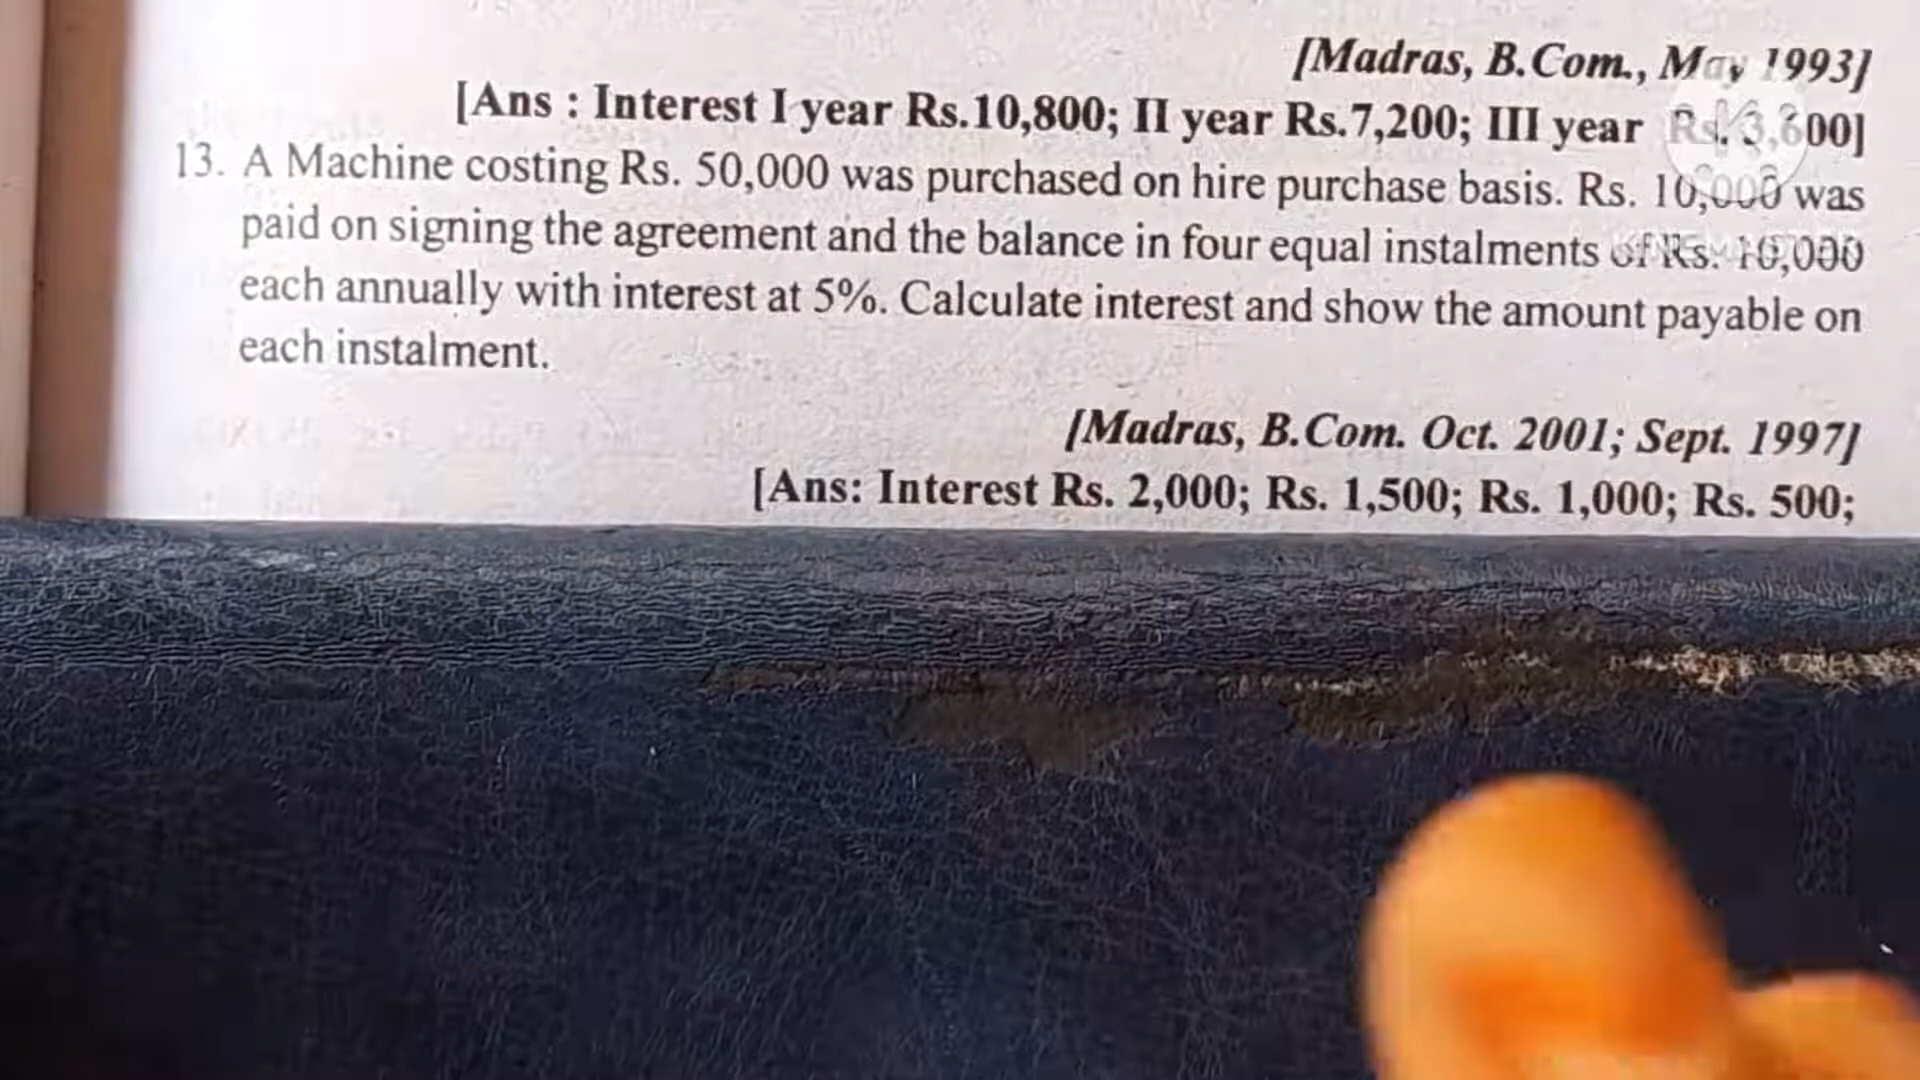 [Madras, B.Com., May 1993]
[Ans : Interest I year Rs.10,800; II year Rs.7,200; III year Rs. 3,600]
13. A Machine costing Rs. 50,000 was purchased on hire purchase basis. Rs. 10,000 was
paid on signing the agreement and the balance in four equal instalments of Rs. 10,000
each annually with interest at 5%. Calculate interest and show the amount payable on
each instalment.
[Madras, B.Com. Oct. 2001; Sept. 1997]
[Ans: Interest Rs. 2,000; Rs. 1,500; Rs. 1,000; Rs. 500;